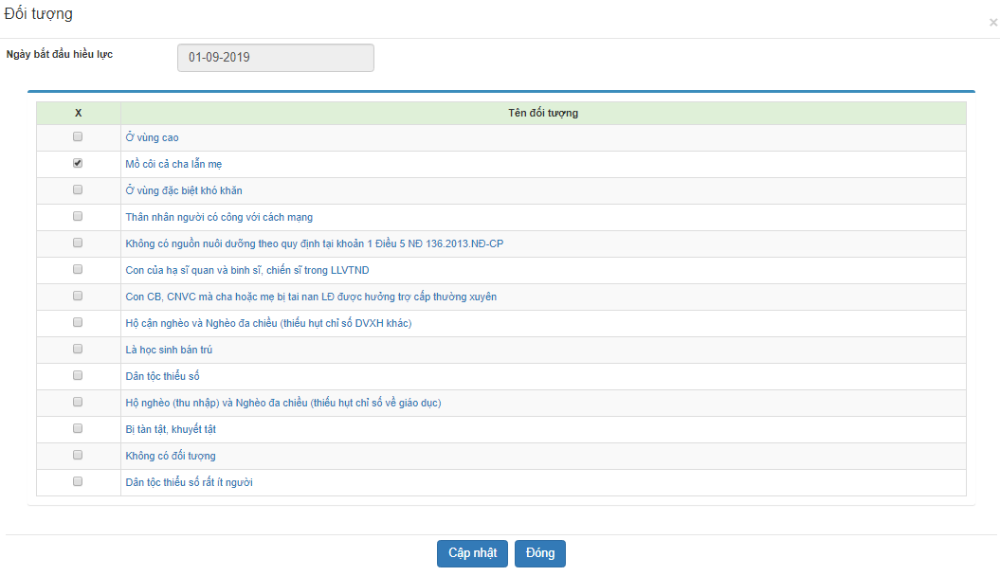 Đối tượng
×
Ngày bắt đầu hiệu lực
01-09-2019
X Tên đối tượng
Ở vùng cao
Mồ côi cả cha lẫn mẹ
Ở vùng đặc biệt khó khăn
Thân nhân người có công với cách mạng
Không có nguồn nuôi dưỡng theo quy định tại khoản 1 Điều 5 NĐ 136.2013.NĐ-CP
Con của hạ sĩ quan và binh sĩ, chiến sĩ trong LLVTND
Con CB, CNVC mà cha hoặc mẹ bị tai nan LĐ được hưởng trợ cấp thường xuyên
Hộ cận nghèo và Nghèo đa chiều (thiếu hụt chỉ số DVXH khác)
Là học sinh bán trú
Dân tộc thiểu số
Hộ nghèo (thu nhập) và Nghèo đa chiều (thiếu hụt chỉ số về giáo dục)
Bị tàn tật, khuyết tật
Không có đối tượng
Dân tộc thiểu số rất ít người
Cập nhật Đóng